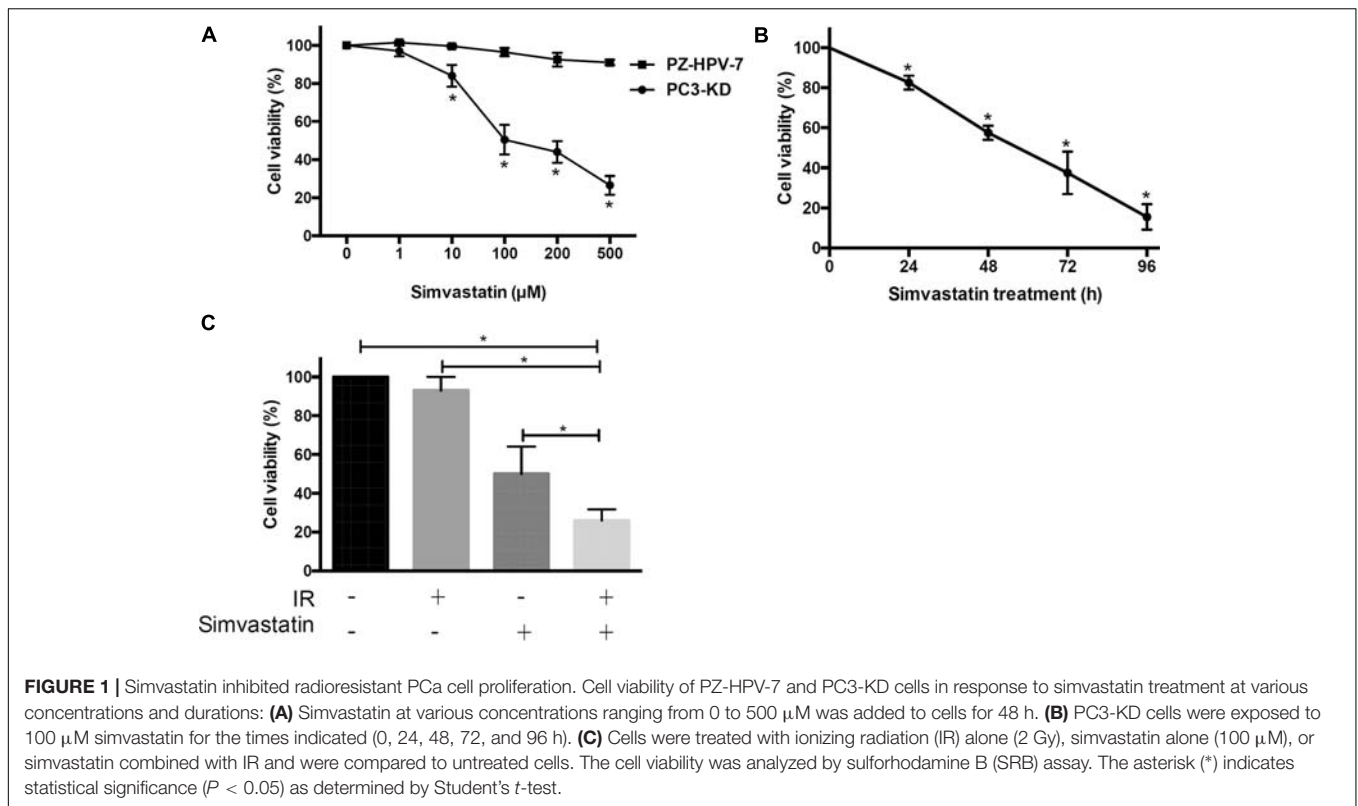 A
100
80
60
40
20
0
Cell viability (%)
0 1 10 100 200 500
Simvastatin (µM)
PZ-HPV-7
PC3-KD
*
*
*
*
B
100
80
60
40
20
0
Cell viability (%)
*
*
*
*
0 24 48 72 96
Simvastatin treatment (h)
C
*
*
*
100
80
60
40
20
0
Cell viability (%)
IR - + - +
Simvastatin - - + +
FIGURE 1 | Simvastatin inhibited radioresistant PCa cell proliferation. Cell viability of PZ-HPV-7 and PC3-KD cells in response to simvastatin treatment at various
concentrations and durations: (A) Simvastatin at various concentrations ranging from 0 to 500 µM was added to cells for 48 h. (B) PC3-KD cells were exposed to
100 µM simvastatin for the times indicated (0, 24, 48, 72, and 96 h). (C) Cells were treated with ionizing radiation (IR) alone (2 Gy), simvastatin alone (100 µM), or
simvastatin combined with IR and were compared to untreated cells. The cell viability was analyzed by sulforhodamine B (SRB) assay. The asterisk (*) indicates
statistical significance (P < 0.05) as determined by Student's t-test.